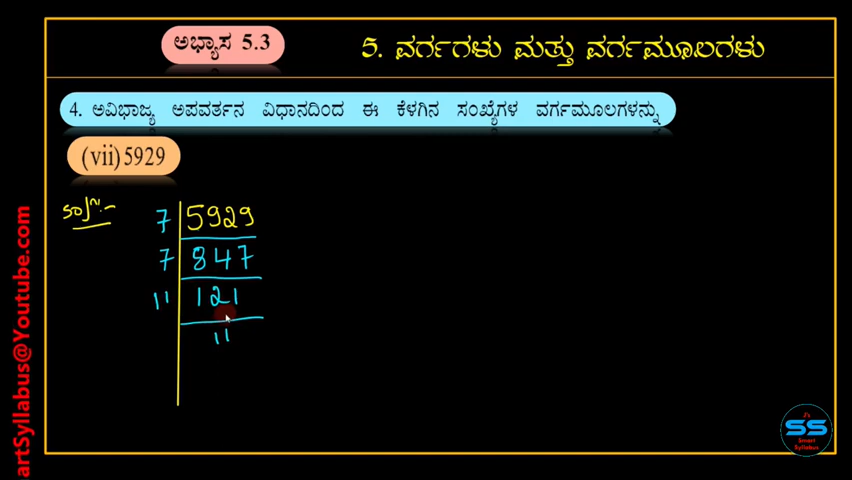 ಅಭ್ಯಾಸ 5.3
5. ವರ್ಗಗಳು ಮತ್ತು ವರ್ಗಮೂಲಗಳು
4. ಅವಿಭಾಜ್ಯ ಅಪವರ್ತನ ವಿಧಾನದಿಂದ ಈ ಕೆಳಗಿನ ಸಂಖ್ಯೆಗಳ ವರ್ಗಮೂಲಗಳನ್ನು
(vii) 5929
7 5929
7 847
11 121
11
artSyllabus@Youtube.com
J's
SS
Smart
Syllabus